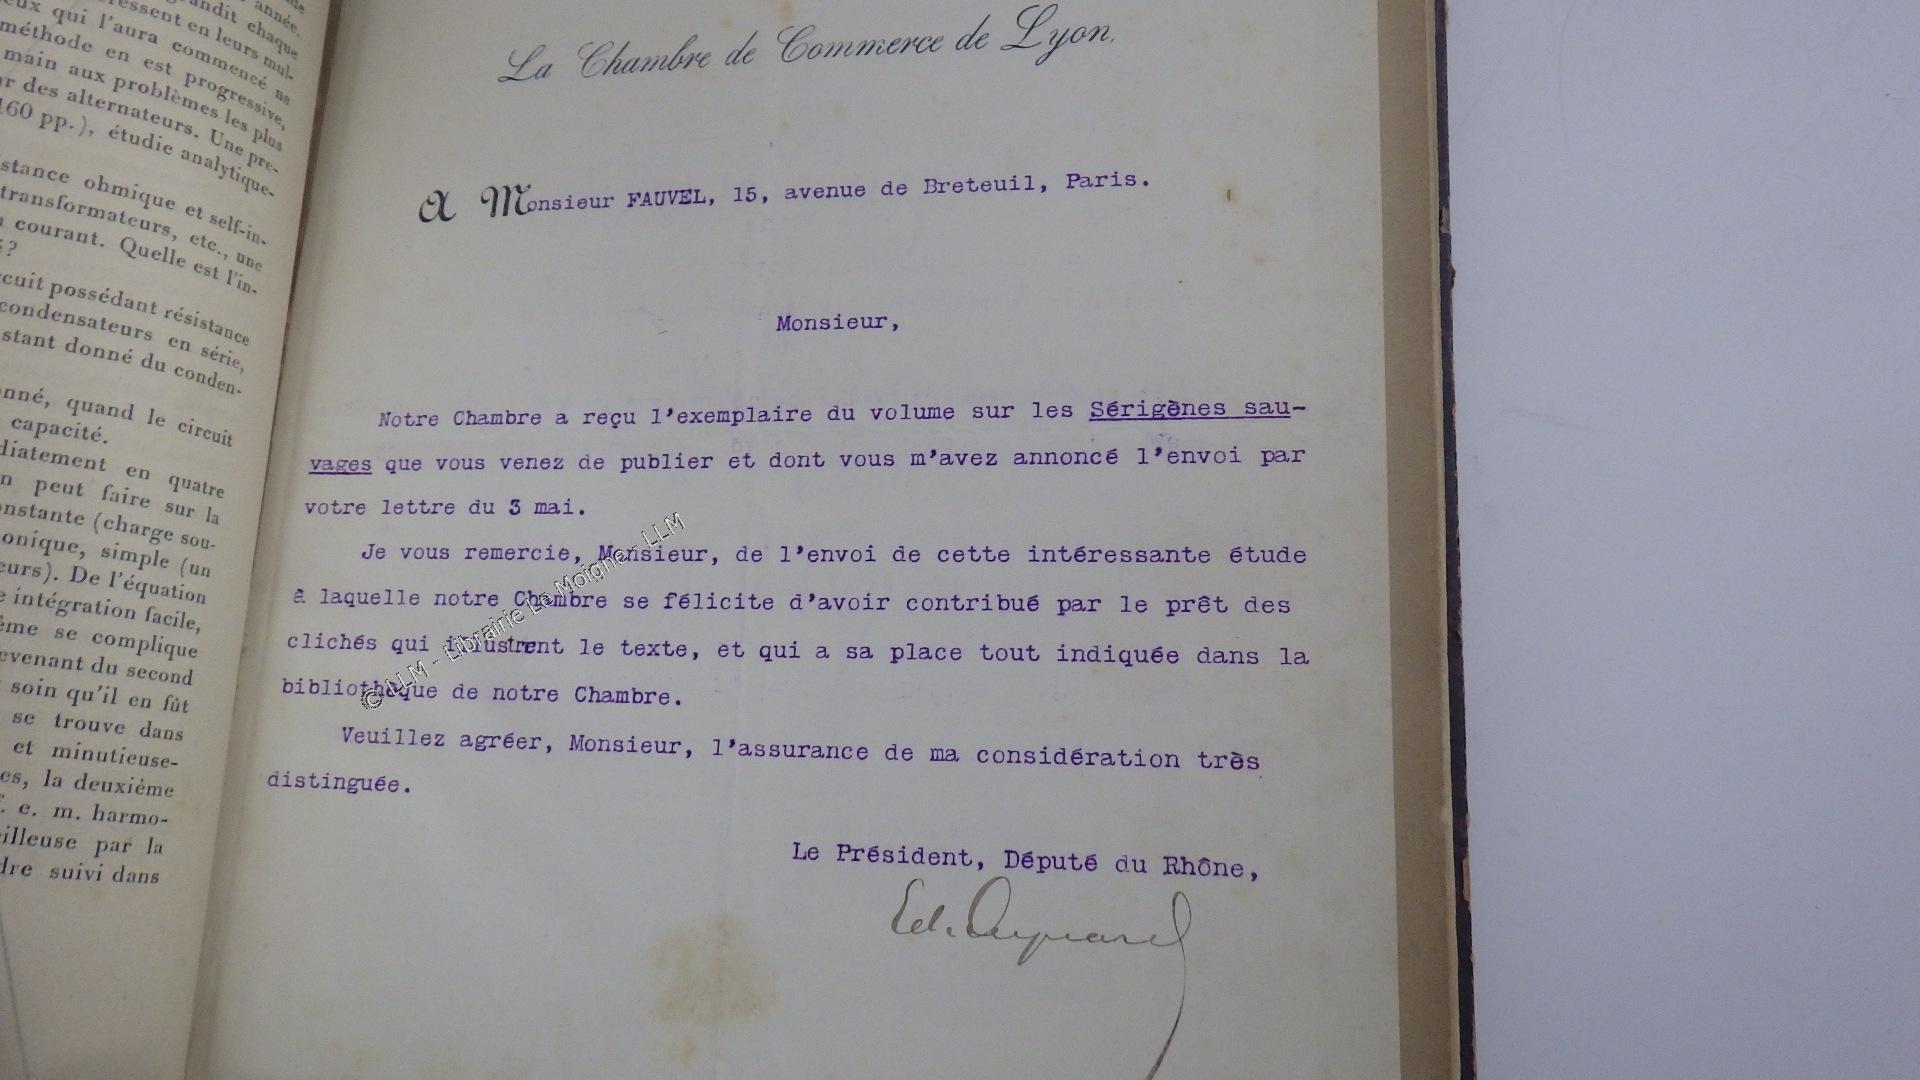 année.
grandit chaque
ressent en leurs mul-
eux qui l'aura commencé ne
méthode en est progressive,
main aux problèmes les plus
des alternateurs. Une pre-
160 pp.), étudie analytique-
stance ohmique et self-in-
transformateurs, etc., une
courant. Quelle est l'in-
?
cuit possédant résistance
condensateurs en série,
stant donné du conden-
nné, quand le circuit
capacité.
diatement en quatre
n peut faire sur la
onstante (charge sou-
onique, simple (un
eurs). De l'équation
intégration facile,
ème se complique
evenant du second
soin qu'il en fût
se trouve dans
et minutieuse-
es, la deuxième
. e. m. harmo-
eilleuse par la
dre suivi dans
La Chambre de Commerce de Lyon.
A Monsieur FAUVEL, 15, avenue de Breteuil, Paris.
Monsieur,
Notre Chambre a reçu l'exemplaire du volume sur les Sérigènes sau-
vages que vous venez de publier et dont vous m'avez annoncé l'envoi par
votre lettre du 3 mai.
Je vous remercie, Monsieur, de l'envoi de cette intéressante étude
à laquelle notre Chambre se félicite d'avoir contribué par le prêt des
clichés qui illustrent le texte, et qui a sa place tout indiquée dans la
bibliothèque de notre Chambre.
Veuillez agréer, Monsieur, l'assurance de ma considération très
distinguée.
Le Président, Député du Rhône,
Ed. Aynard
© LLM - Librairie Le Moigne - LLM